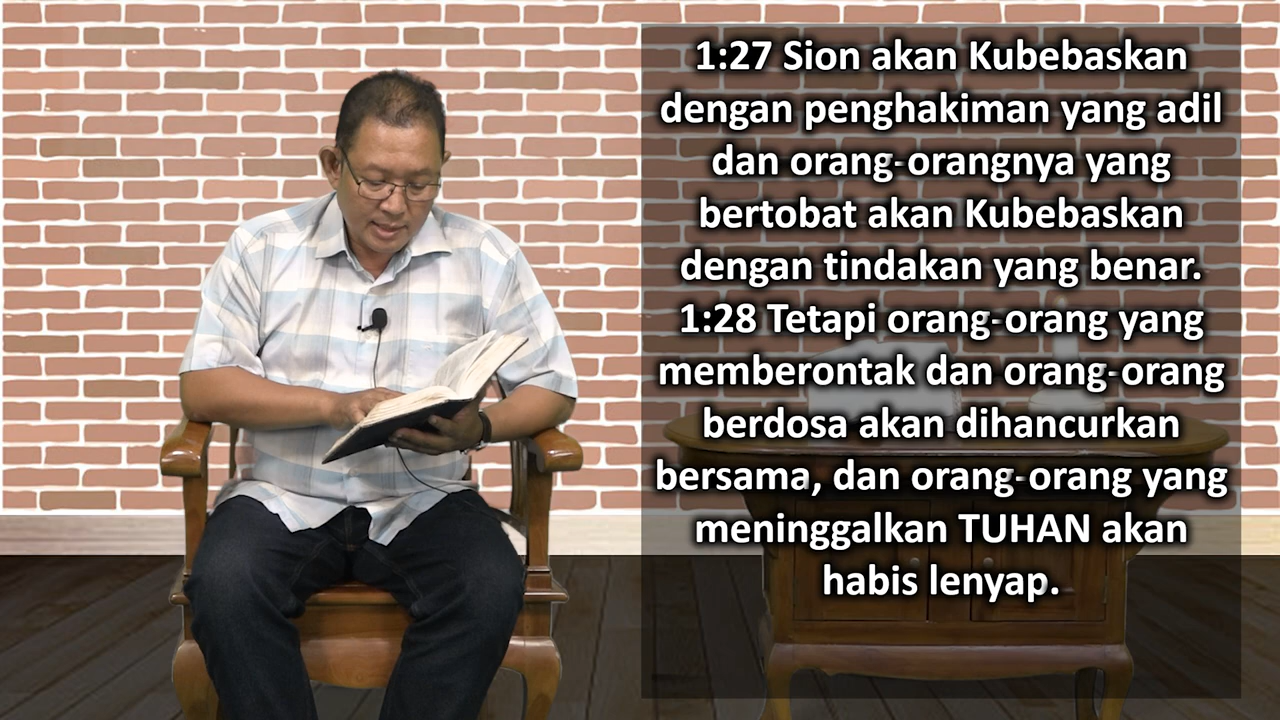 1:27 Sion akan Kubebaskan
dengan penghakiman yang adil
dan orang-orangnya yang
bertobat akan Kubebaskan
dengan tindakan yang benar.
1:28 Tetapi orang-orang yang
memberontak dan orang-orang
berdosa akan dihancurkan
bersama, dan orang-orang yang
meninggalkan TUHAN akan
habis lenyap.